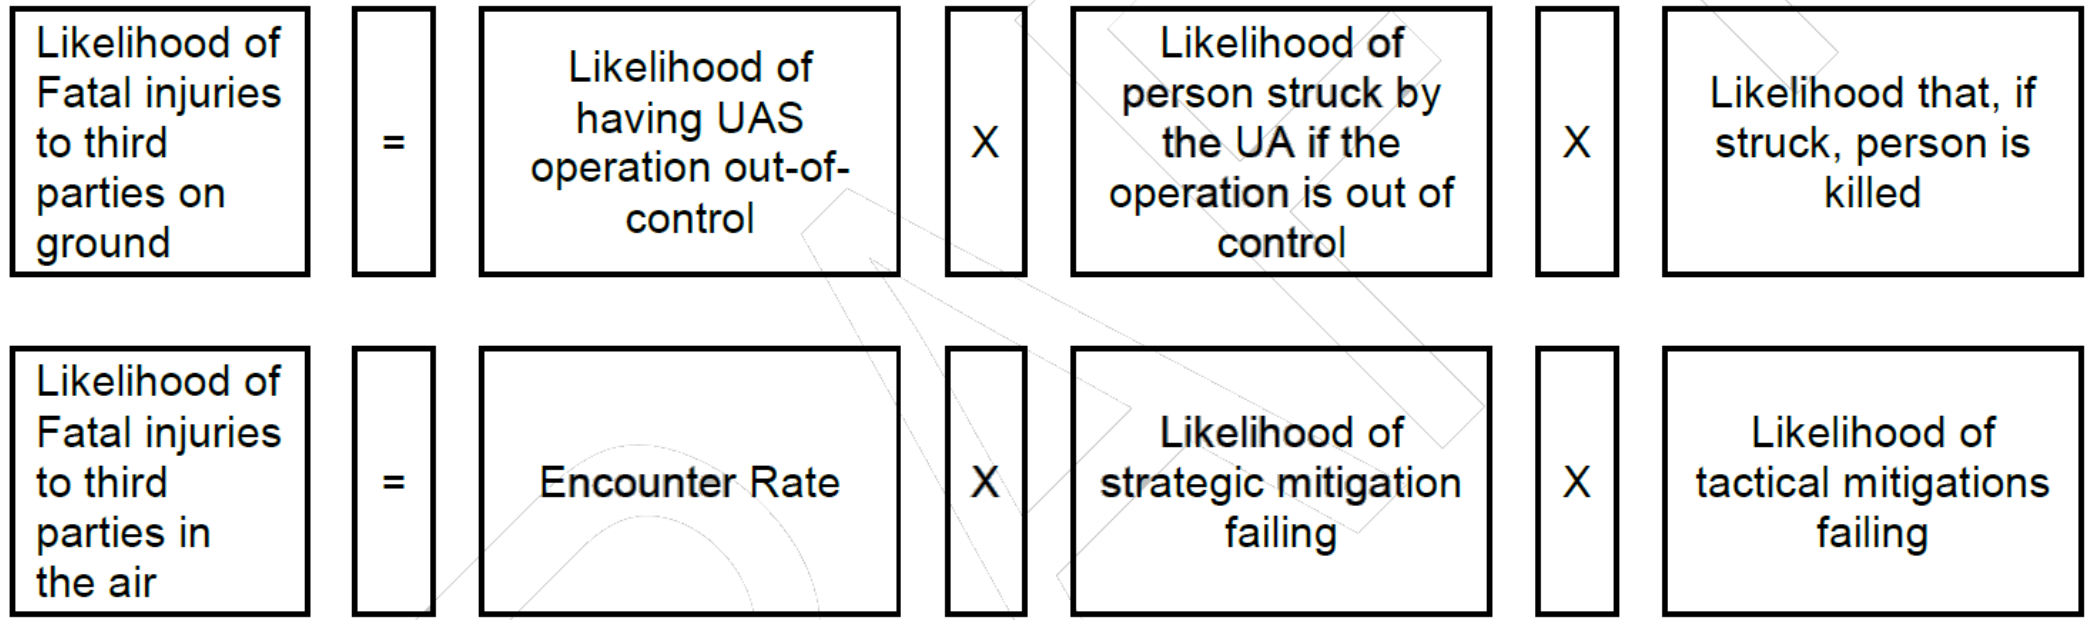 Likelihood of
Fatal injuries
to third
parties on
ground
=
Likelihood of
having UAS
operation out-of-
control
X
Likelihood of
person struck by
the UA if the
operation is out of
control
X
Likelihood that, if
struck, person is
killed
Likelihood of
Fatal injuries
to third
parties in
the air
=
Encounter Rate
X
Likelihood of
strategic mitigation
failing
X
Likelihood of
tactical mitigations
failing